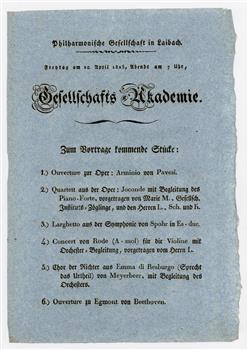 Philharmonische Gesellschaft in Laibach.
Freytag am April Abends um 7 Uhr,
Gesellschafts Akademie.
Zum Vortrage kommende Stücke:
1.) Ouverture zur Oper: Arminio von Pavesi.
2.) Quartett aus der Oper: Joconde mit Begleitung des
Piano-Forte, vorgetragen von Marie M., Gesellsch.
Instituts-Zöglinge, und den Herren L., Sch. und
3.) Larghetto aus der Symphonie von Spohr in Es-dur.
4.) Concert von Rode (A-mol) für die Violine mit
Orchester-Begleitung, vorgetragen vom Herrn L.
5.) Chor der Richter aus Emma di Resburgo (Sprecht
das Urtheil) von Meyerbeer, mit Begleitung des
Orchesters.
6.) Ouverture zu Egmont von Beethoven.